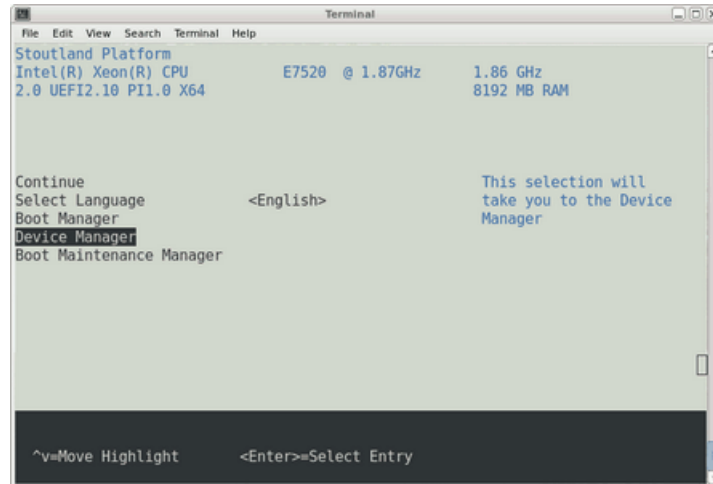 Terminal
File Edit View Search Terminal Help
Stoutland Platform
Intel(R) Xeon(R) CPU E7520 @ 1.87GHz 1.86 GHz
2.0 UEFI2.10 PI1.0 X64 8192 MB RAM
Continue This selection will
Select Language <English> take you to the Device
Boot Manager Manager
Device Manager
Boot Maintenance Manager
^v=Move Highlight <Enter>=Select Entry